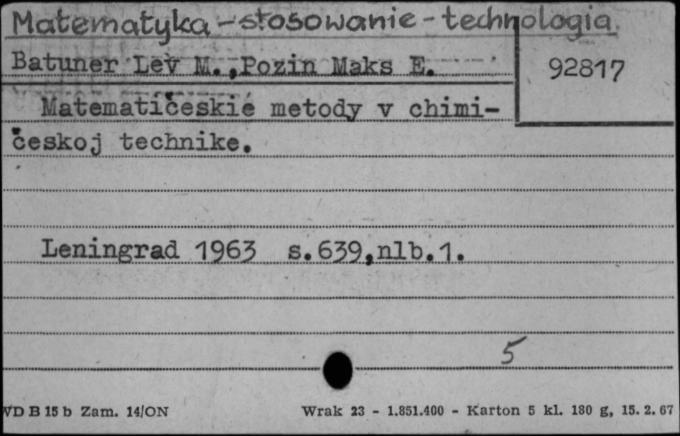 Matematyka - stosowanie - technologia
Batuner Lev M., Pozin Maks E.
92817
Matematičeskie metody v chimi-
českoj technike.
Leningrad 1963 s.639,nlb.1.
5
WD B 15 b Zam. 14/ON
Wrak 23 - 1.851.400 - Karton 5 kl. 180 g, 15. 2. 67